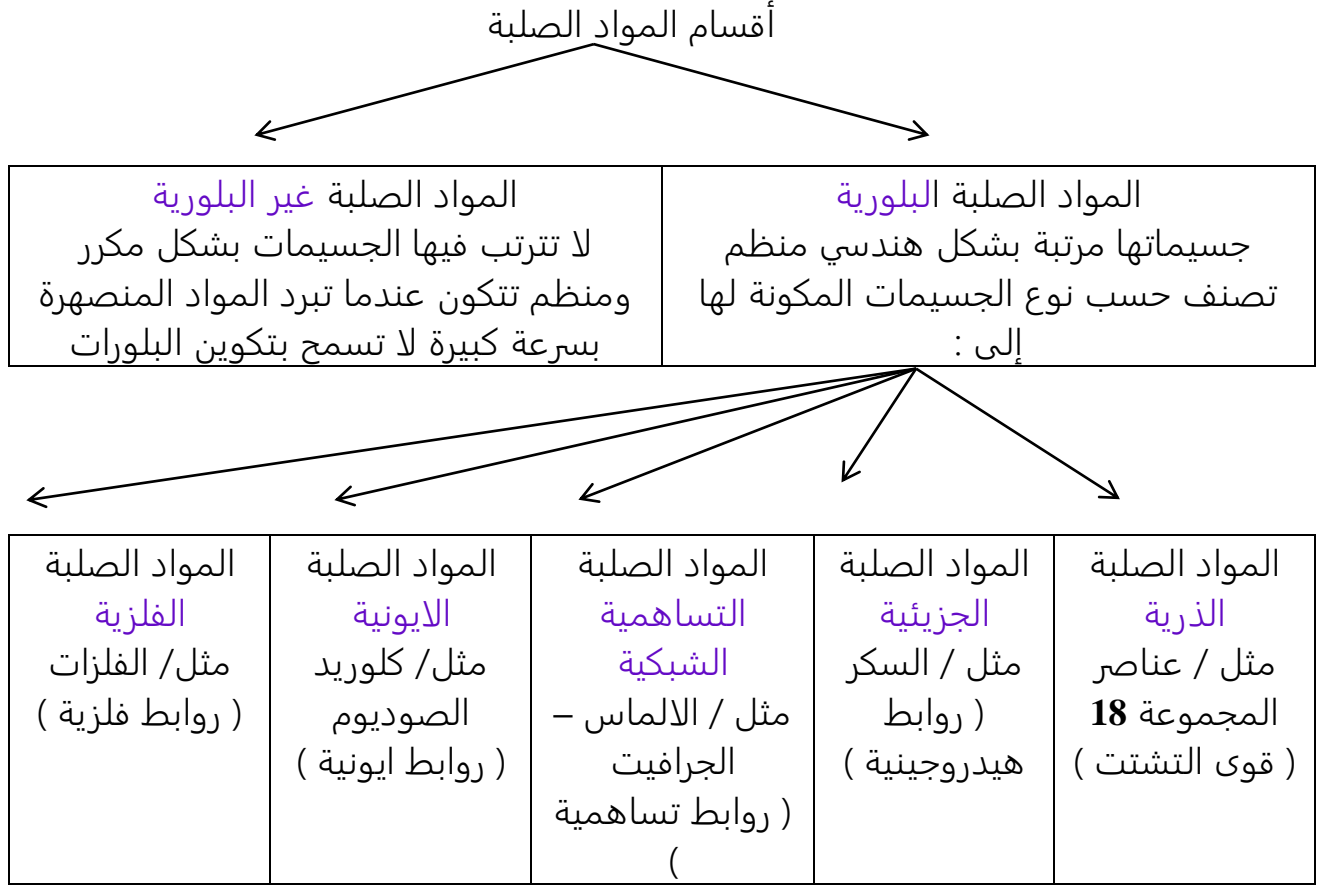 أقسام المواد الصلبة
المواد الصلبة البلورية
جسيماتها مرتبة بشكل هندسي منظم
تصنف حسب نوع الجسيمات المكونة لها
إلى :
المواد الصلبة غير البلورية
لا تترتب فيها الجسيمات بشكل مكرر
ومنظم تتكون عندما تبرد المواد المنصهرة
بسرعة كبيرة لا تسمح بتكوين البلورات
المواد الصلبة
الذرية
مثل / عناصر
المجموعة 18
( قوى التشتت )
المواد الصلبة
الجزيئية
مثل / السكر
( روابط
هيدروجينية )
المواد الصلبة
التساهمية
الشبكية
مثل / الالماس –
الجرافيت
( روابط تساهمية
)
المواد الصلبة
الايونية
مثل/ كلوريد
الصوديوم
( روابط ايونية )
المواد الصلبة
الفلزية
مثل/ الفلزات
( روابط فلزية )